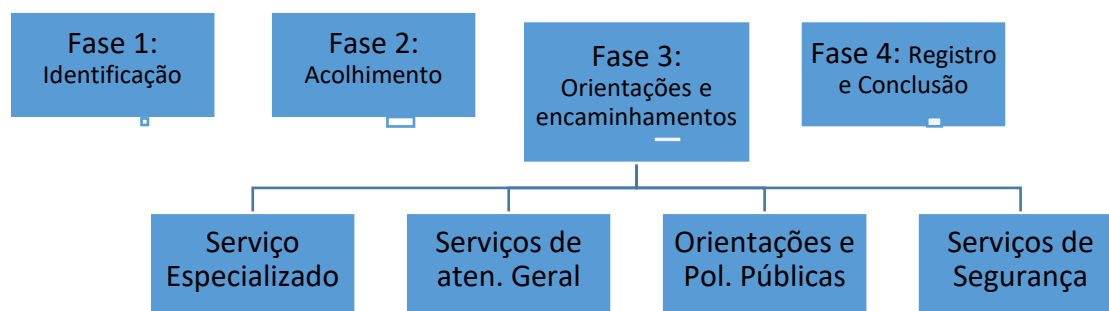 Fase 1:
Identificação
Fase 2:
Acolhimento
Fase 3:
Orientações e
encaminhamentos
Fase 4: Registro
e Conclusão
Serviço
Especializado
Serviços de
aten. Geral
Orientações e
Pol. Públicas
Serviços de
Segurança